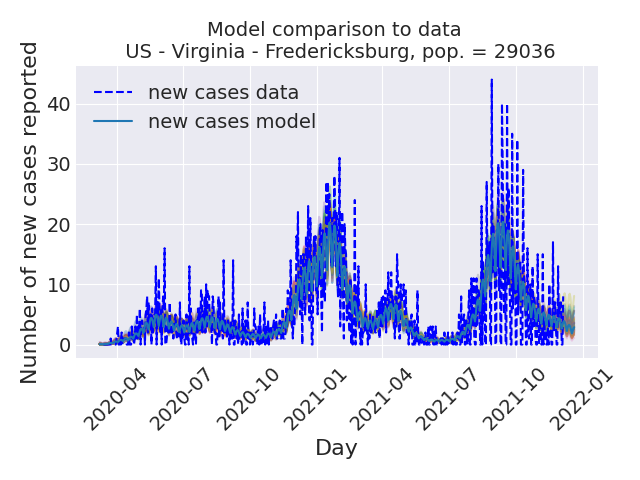 Model comparison to data
US - Virginia - Fredericksburg, pop. = 29036
new cases data
new cases model
Number of new cases reported
40
30
20
10
0
2020-04
2020-07
2020-10
2021-01
2021-04
2021-07
2021-10
2022-01
Day